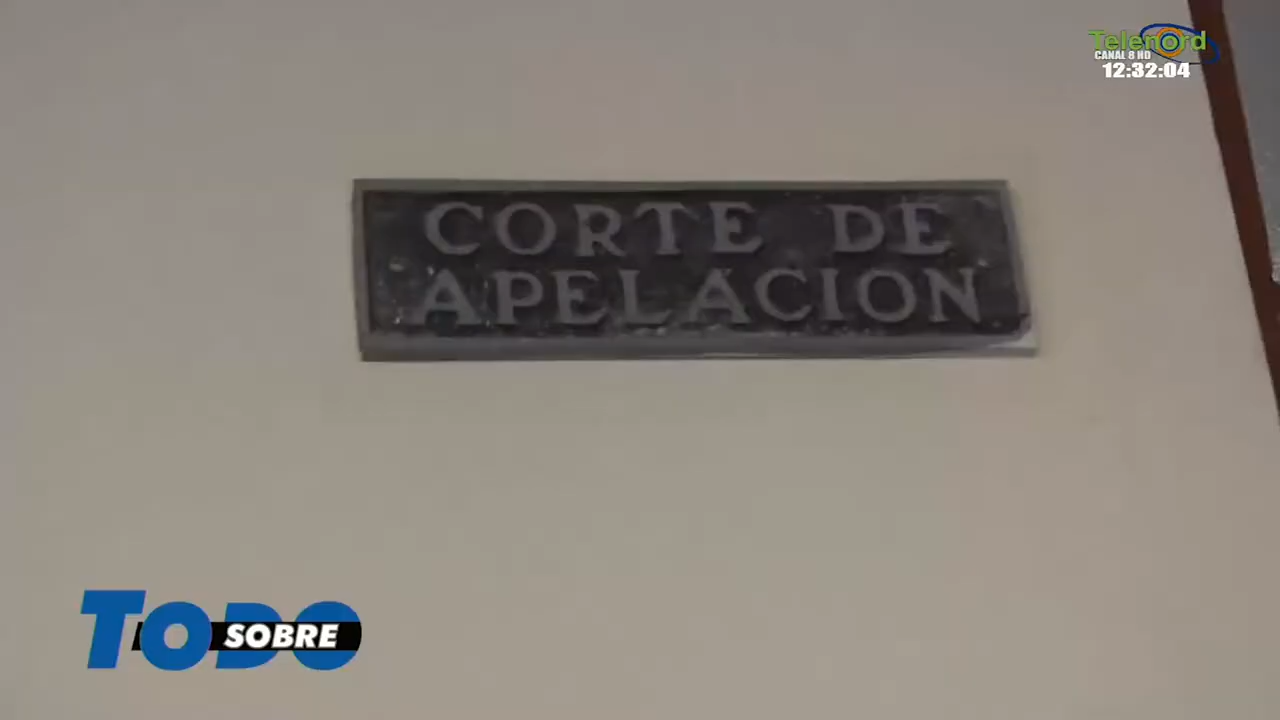 Telenord
CANAL 8 HD
12:32:04
CORTE DE
APELACION
TODO
SOBRE